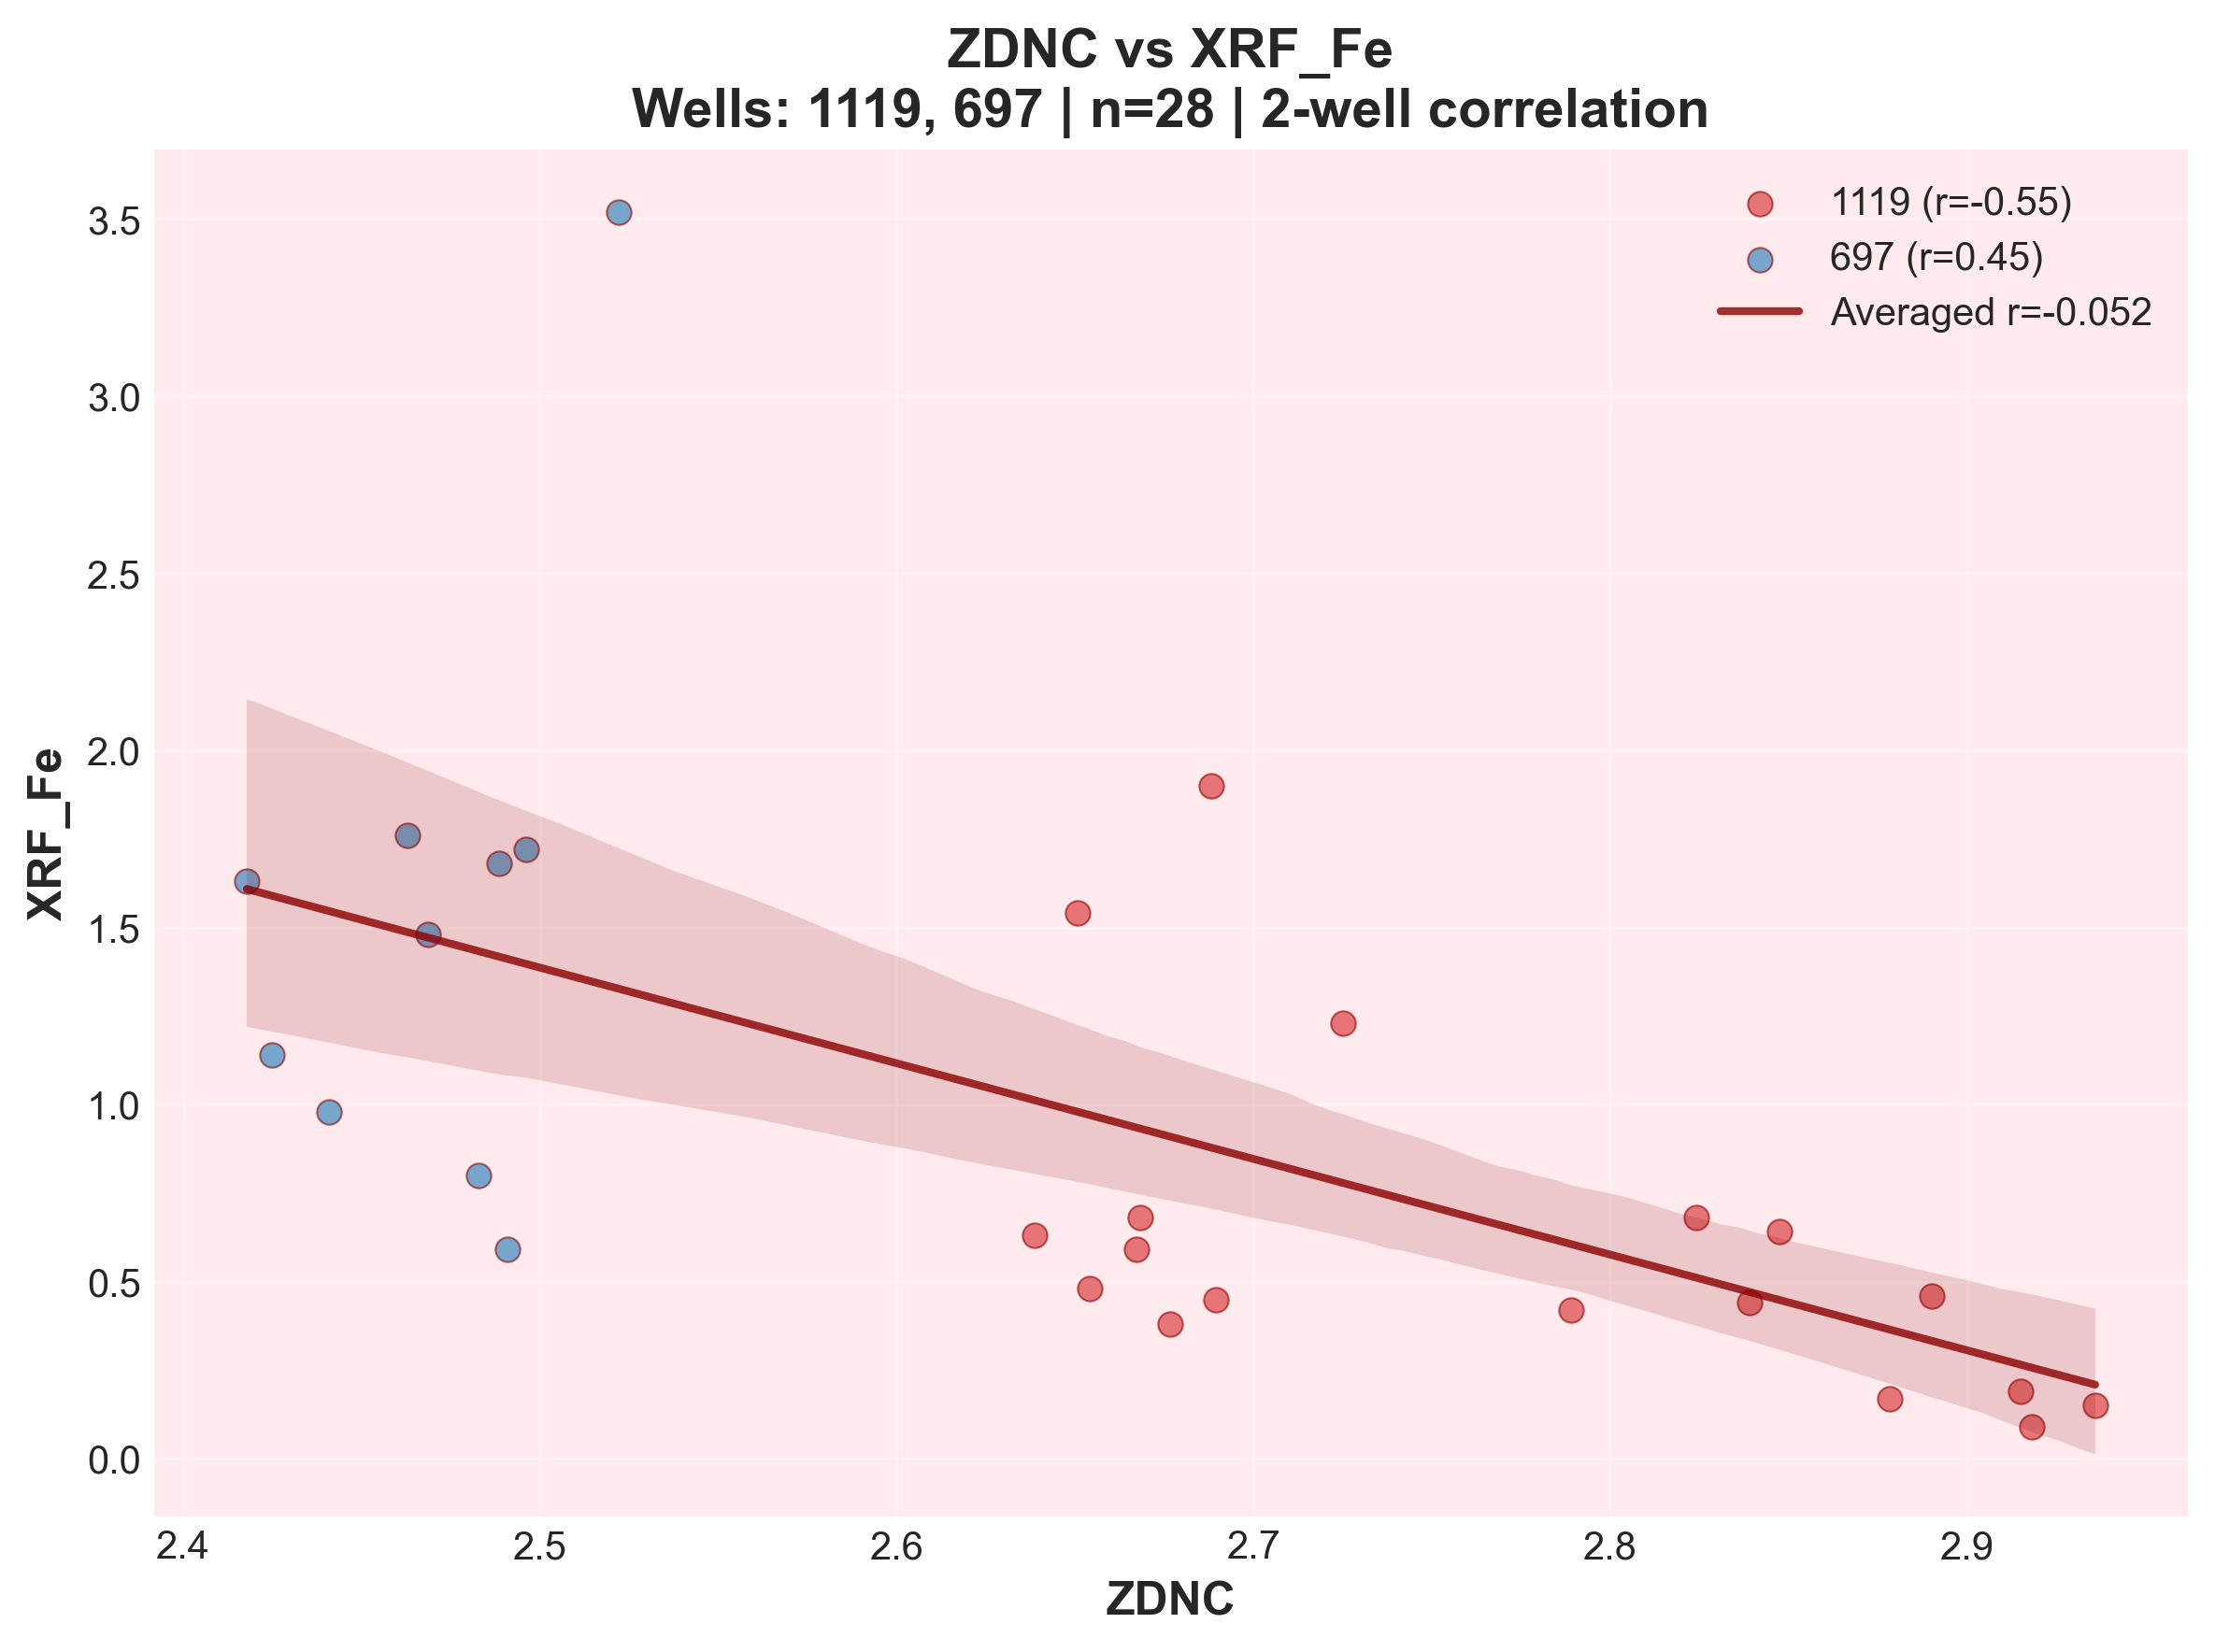 ZDNC vs XRF_Fe
Wells: 1119, 697 | n=28 | 2-well correlation
1119 (r=-0.55)
697 (r=0.45)
Averaged r=-0.052
XRF_Fe
3.5
3.0
2.5
2.0
1.5
1.0
0.5
0.0
2.4 2.5 2.6 2.7 2.8 2.9
ZDNC